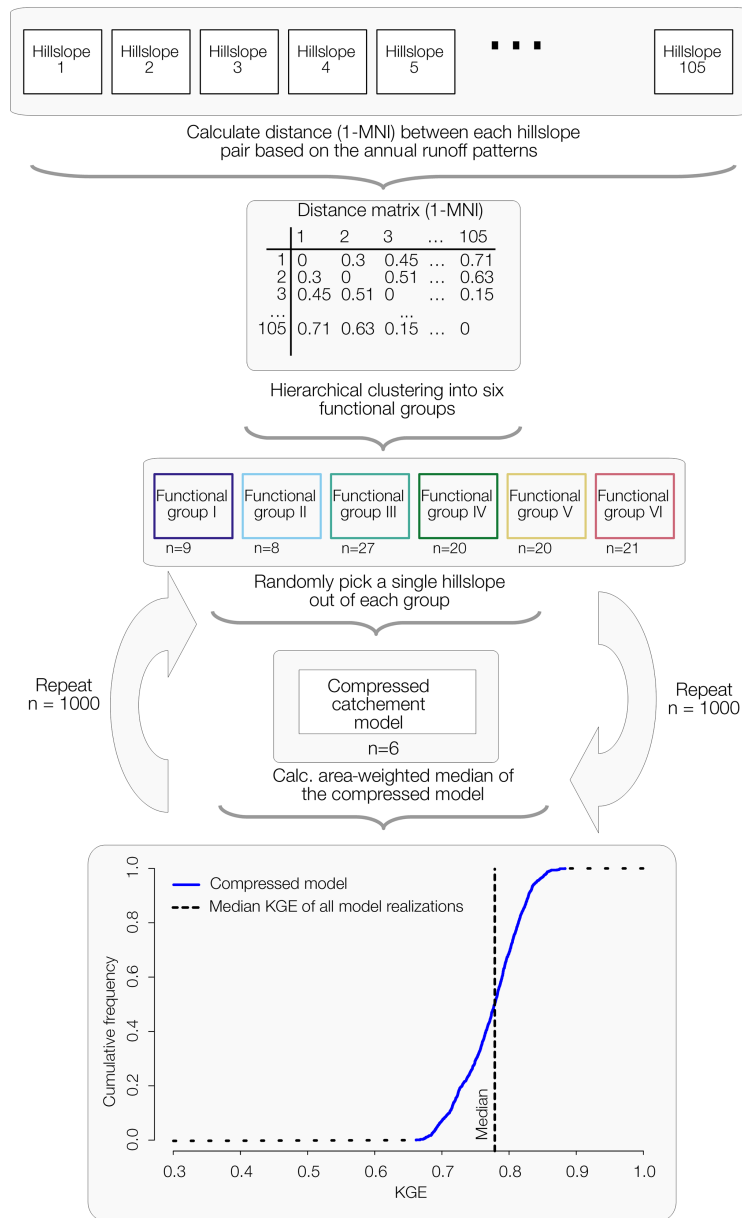 Hillslope Hillslope Hillslope Hillslope Hillslope ... Hillslope
1 2 3 4 5 105
Calculate distance (1-MNI) between each hillslope
pair based on the annual runoff patterns
Distance matrix (1-MNI)
1 2 3 ... 105
1 0 0.3 0.45 ... 0.71
2 0.3 0 0.51 ... 0.63
3 0.45 0.51 0 ... 0.15
... ...
105 0.71 0.63 0.15 ... 0
Hierarchical clustering into six
functional groups
Functional Functional Functional Functional Functional Functional
group I group II group III group IV group V group VI
n=9 n=8 n=27 n=20 n=20 n=21
Randomly pick a single hillslope
out of each group
Repeat
n = 1000
Compressed
catchement
model
n=6
Repeat
n = 1000
Calc. area-weighted median of
the compressed model
Compressed model
Median KGE of all model realizations
Cumulative frequency
1.0
0.8
0.6
0.4
0.2
0.0
Median
0.3 0.4 0.5 0.6 0.7 0.8 0.9 1.0
KGE